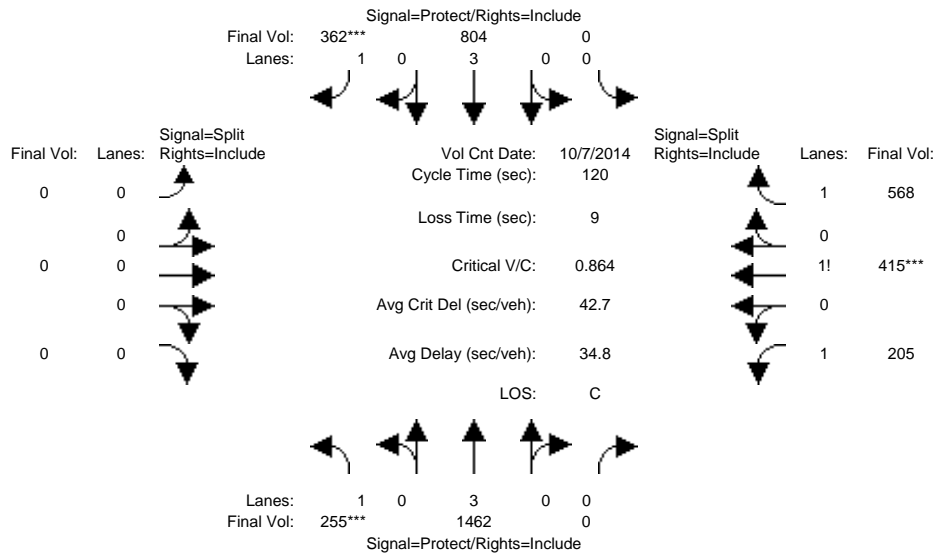 Signal=Protect/Rights=Include
Final Vol: 362*** 804 0
Lanes: 1 0 3 0 0
Signal=Split
Final Vol: Lanes: Rights=Include
Vol Cnt Date: 10/7/2014
Signal=Split
Rights=Include Lanes: Final Vol:
Cycle Time (sec): 120
0 0
1 568
Loss Time (sec): 9
0
0
0 0
Critical V/C: 0.864
1! 415***
0
Avg Crit Del (sec/veh): 42.7
0
0 0
Avg Delay (sec/veh): 34.8
1 205
LOS: C
Lanes: 1 0 3 0 0
Final Vol: 255*** 1462 0
Signal=Protect/Rights=Include